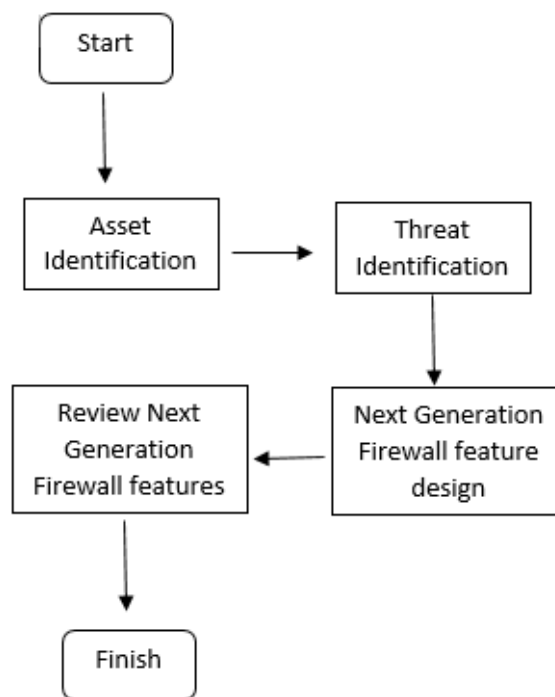 Start
Asset
Identification
Threat
Identification
Next Generation
Firewall feature
design
Review Next
Generation
Firewall features
Finish